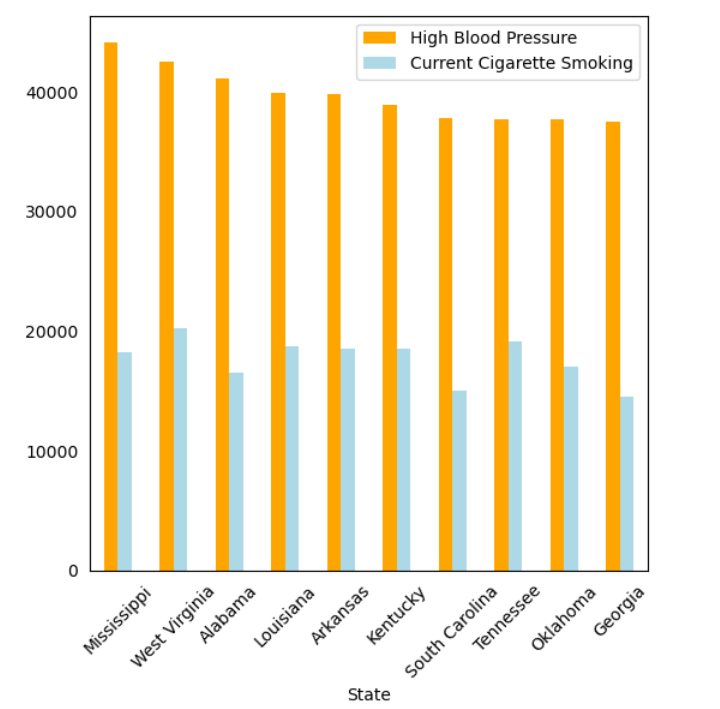 High Blood Pressure
Current Cigarette Smoking
40000
30000
20000
10000
0
Mississippi
West Virginia
Alabama
Louisiana
Arkansas
Kentucky
South Carolina
Tennessee
Oklahoma
Georgia
State